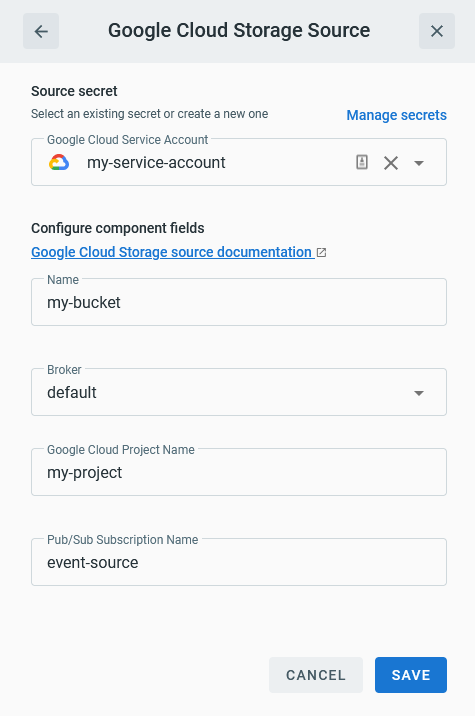 Google Cloud Storage Source
Source secret
Select an existing secret or create a new one
Manage secrets
Google Cloud Service Account
my-service-account
Configure component fields
Google Cloud Storage source documentation
Name
my-bucket
Broker
default
Google Cloud Project Name
my-project
Pub/Sub Subscription Name
event-source
CANCEL
SAVE